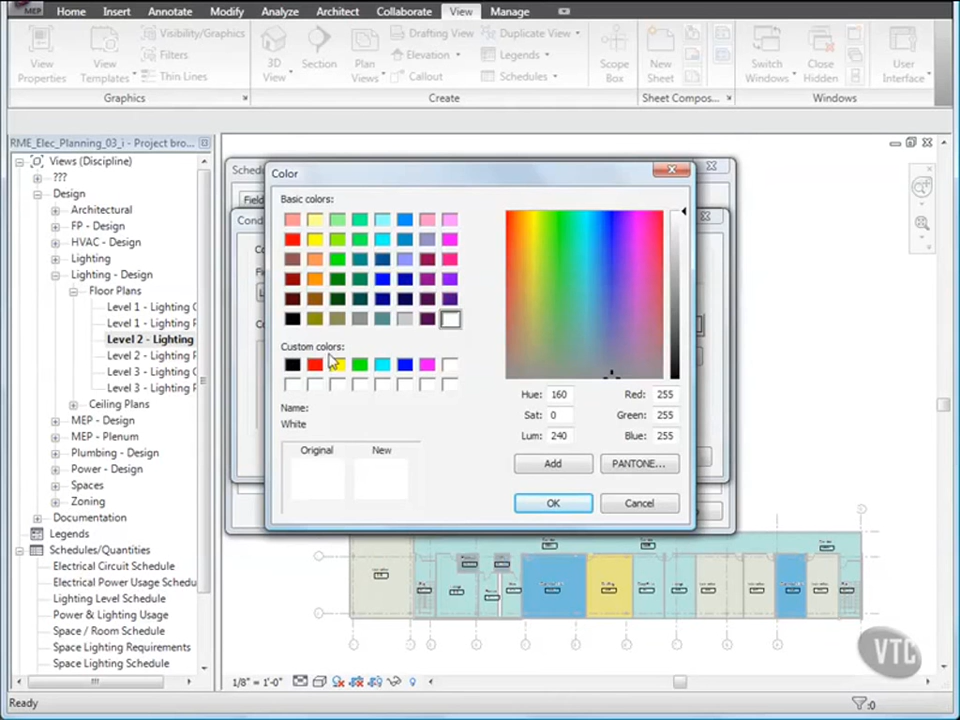 MEP
Home Insert Annotate Modify Analyze Architect Collaborate View Manage
View Properties
View Templates
Visibility/Graphics
Filters
Thin Lines
3D View
Section
Plan Views
Drafting View
Elevation
Callout
Duplicate View
Legends
Schedules
Scope Box
New Sheet
Switch Windows
Close Hidden
User Interface
Graphics Create Sheet Compos... Windows
RME_Elec_Planning_03_i - Project bro...
Views (Discipline)
???
Design
Architectural
FP - Design
HVAC - Design
Lighting
Lighting - Design
Floor Plans
Level 1 - Lighting C
Level 1 - Lighting P
Level 2 - Lighting
Level 2 - Lighting P
Level 3 - Lighting C
Level 3 - Lighting P
Ceiling Plans
MEP - Design
MEP - Plenum
Plumbing - Design
Power - Design
Spaces
Zoning
Documentation
Legends
Schedules/Quantities
Electrical Circuit Schedule
Electrical Power Usage Schedu
Lighting Level Schedule
Power & Lighting Usage
Space / Room Schedule
Space Lighting Requirements
Space Lighting Schedule
Sched
Field
Cond
Color
Basic colors:
Custom colors:
Name:
White
Original New
Hue: 160 Red: 255
Sat: 0 Green: 255
Lum: 240 Blue: 255
Add PANTONE...
OK Cancel
VTC
1/8" = 1'-0"
Ready
:0